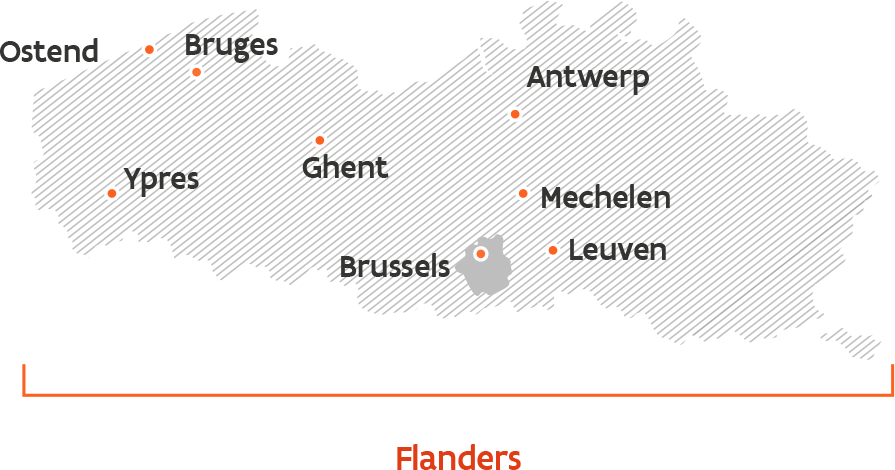 Ostend
Bruges
Antwerp
Ghent
Ypres
Mechelen
Leuven
Brussels
Flanders